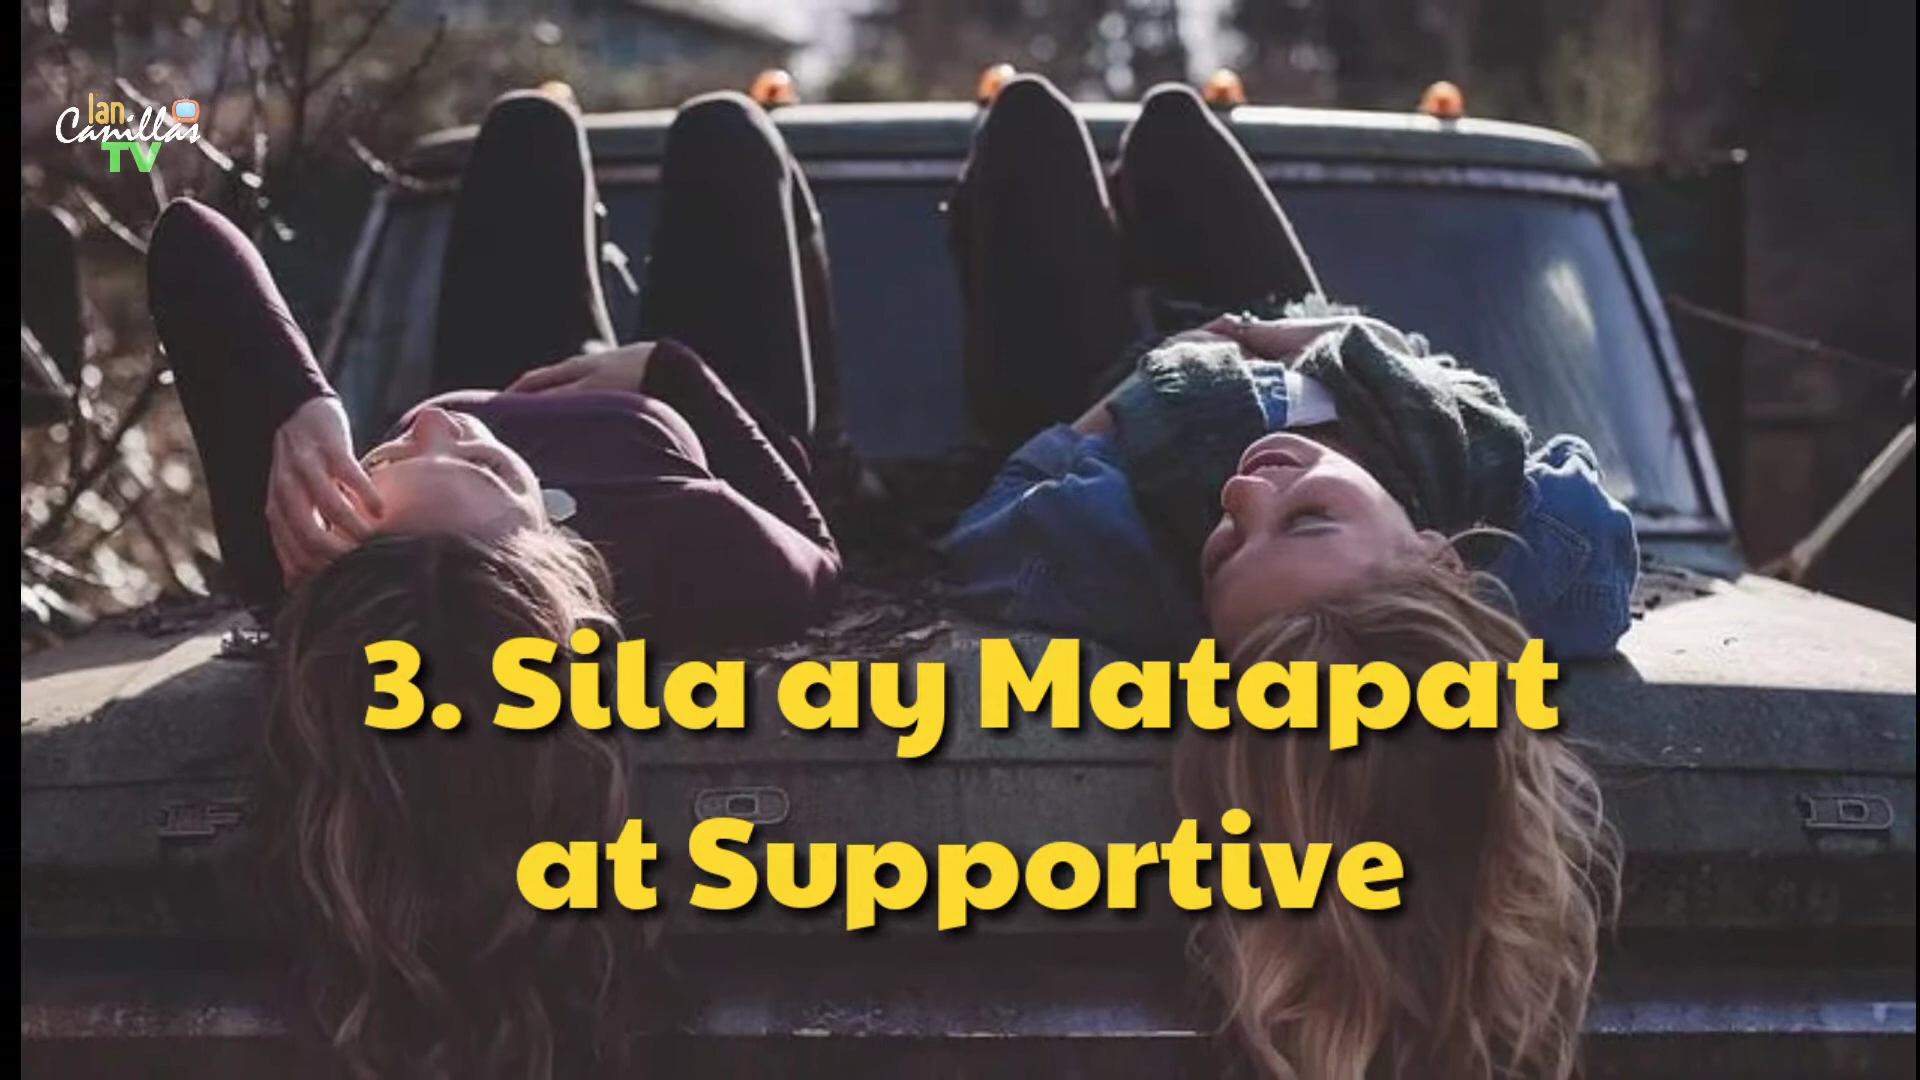 Ian
Canillas
TV
3. Sila ay Matapat
at Supportive